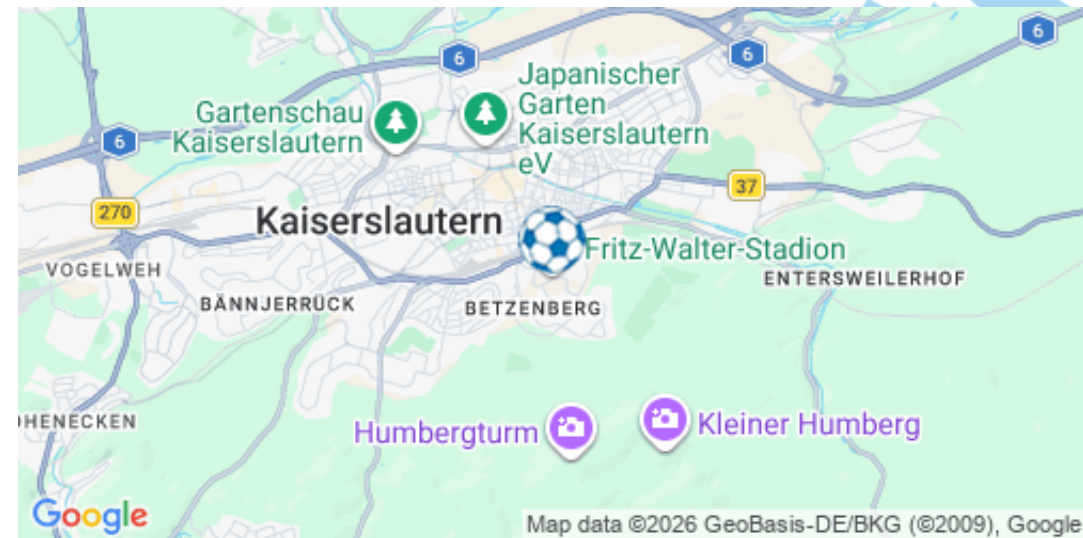 6
6
6
Japanischer
Garten
Kaiserslautern
eV
Gartenschau
Kaiserslautern
6
37
270
Kaiserslautern
Fritz-Walter-Stadion
VOGELWEH
ENTERSWEILERHOF
BÄNNJERRÜCK
BETZENBERG
OHENECKEN
Humbergturm
Kleiner Humberg
Google
Map data ©2026 GeoBasis-DE/BKG (©2009), Google